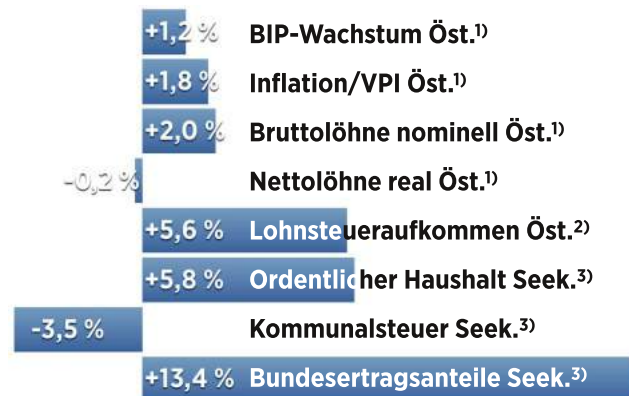 +1,2 % BIP-Wachstum Öst.1)
+1,8 % Inflation/VPI Öst.1)
+2,0 % Bruttolöhne nominell Öst.1)
-0,2 % Nettolöhne real Öst.1)
+5,6 % Lohnsteueraufkommen Öst.2)
+5,8 % Ordentlicher Haushalt Seek.3)
-3,5 % Kommunalsteuer Seek.3)
+13,4 % Bundesertragsanteile Seek.3)